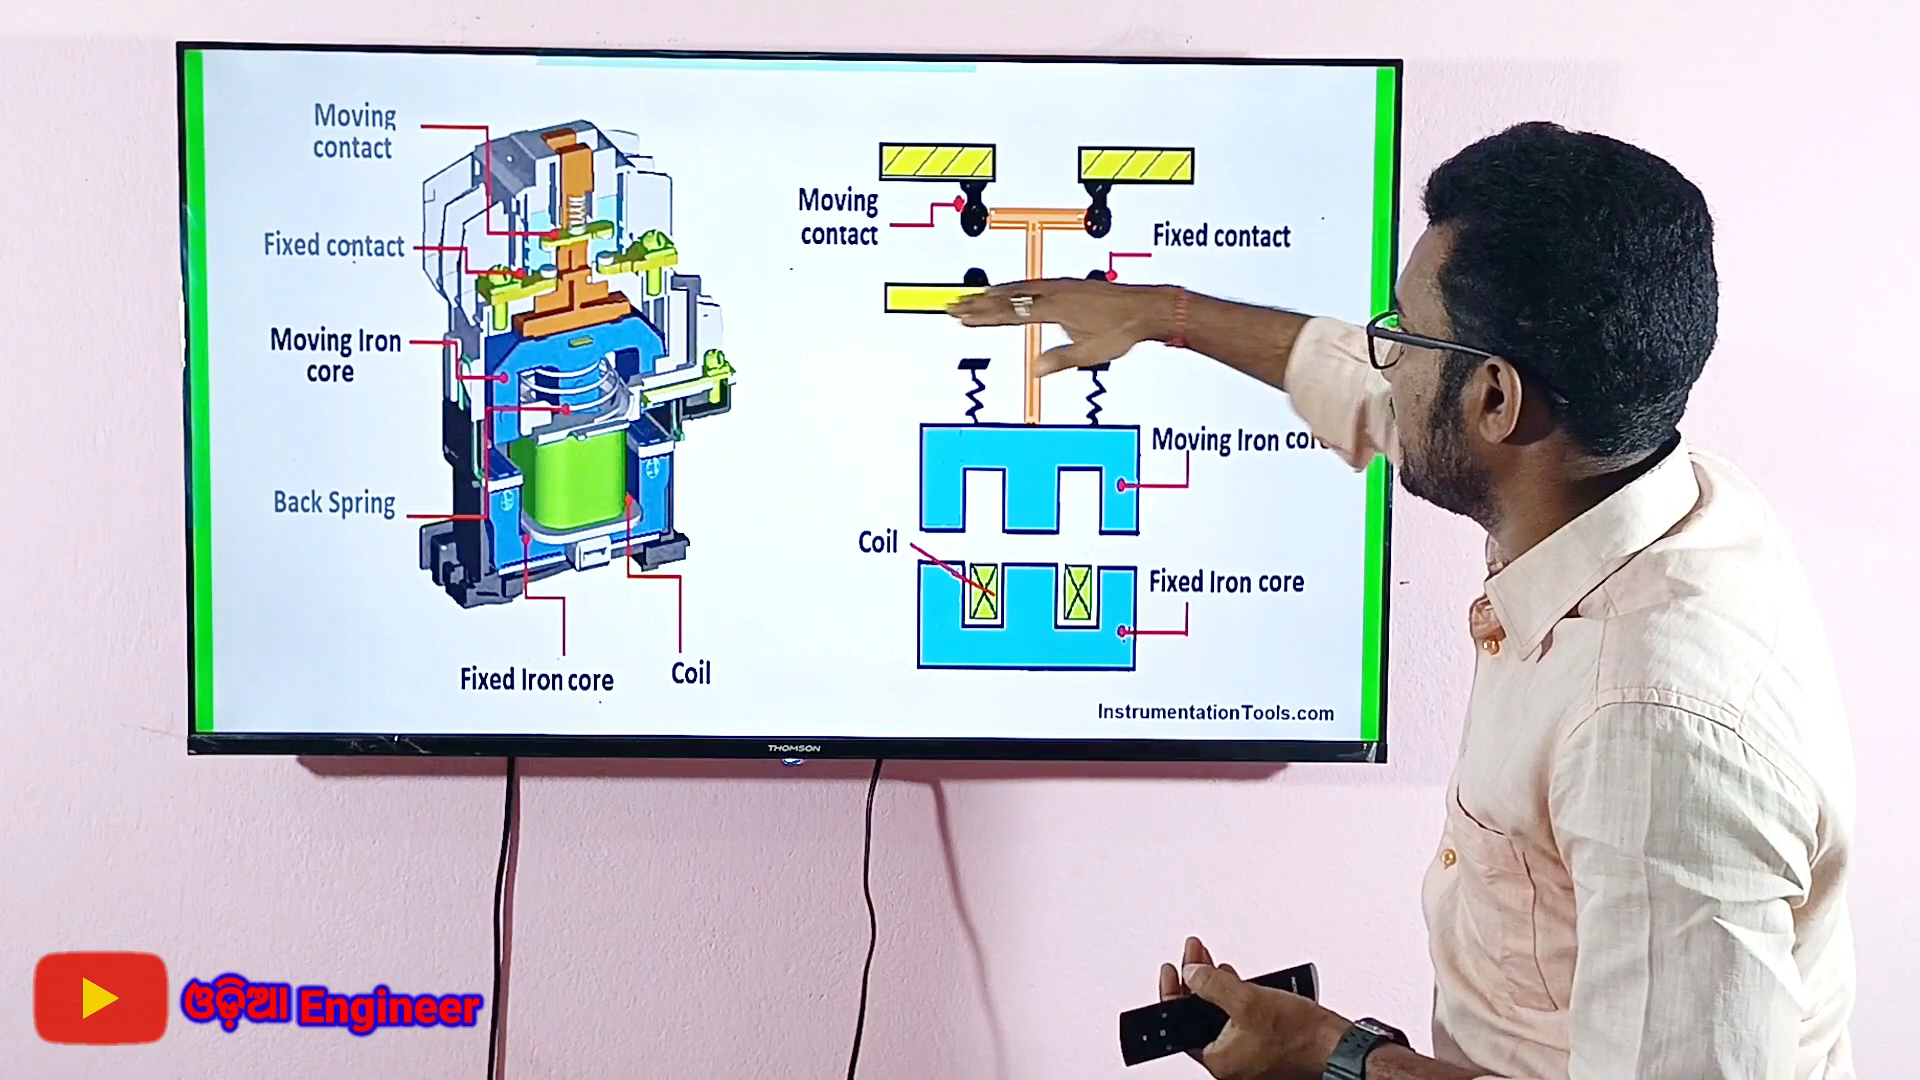 Moving
contact
Fixed contact
Moving Iron
core
Back Spring
Fixed Iron core
Coil
Moving
contact
Fixed contact
Moving Iron cor
Coil
Fixed Iron core
InstrumentationTools.com
THOMSON
ଓଡ଼ିଆ Engineer